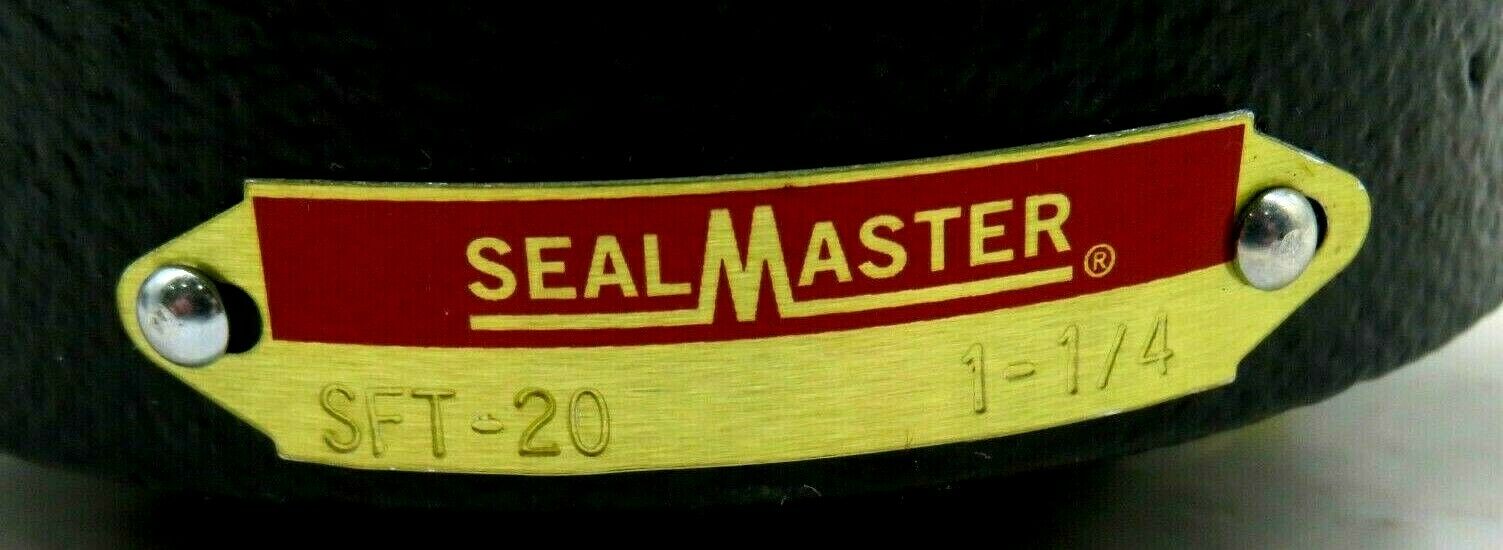 SEALMASTER ®
SFT-20 1-1/4